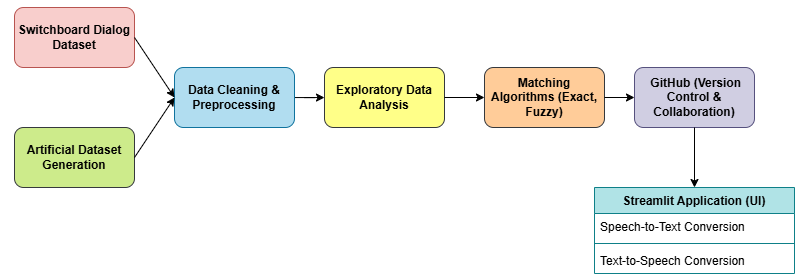 Switchboard Dialog
Dataset
Artificial Dataset
Generation
Data Cleaning &
Preprocessing
Exploratory Data
Analysis
Matching
Algorithms (Exact,
Fuzzy)
GitHub (Version
Control &
Collaboration)
Streamlit Application (UI)
Speech-to-Text Conversion
Text-to-Speech Conversion